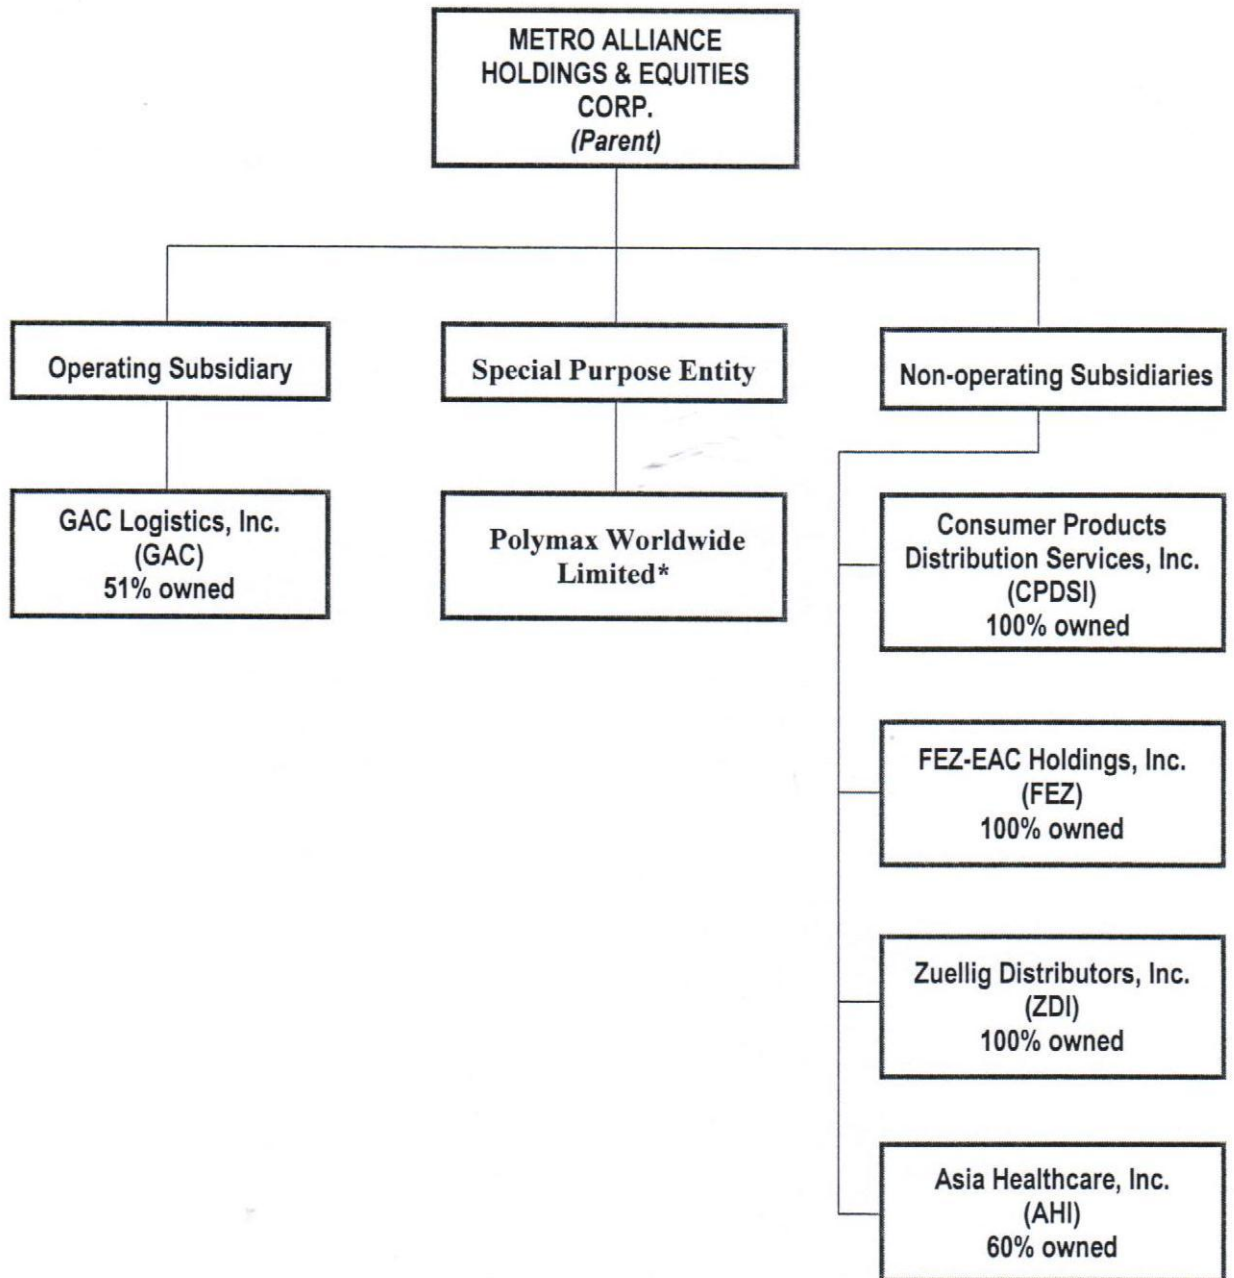 METRO ALLIANCE
HOLDINGS & EQUITIES
CORP.
(Parent)
Operating Subsidiary
Special Purpose Entity
Non-operating Subsidiaries
GAC Logistics, Inc.
(GAC)
51% owned
Polymax Worldwide
Limited*
Consumer Products
Distribution Services, Inc.
(CPDSI)
100% owned
FEZ-EAC Holdings, Inc.
(FEZ)
100% owned
Zuellig Distributors, Inc.
(ZDI)
100% owned
Asia Healthcare, Inc.
(AHI)
60% owned